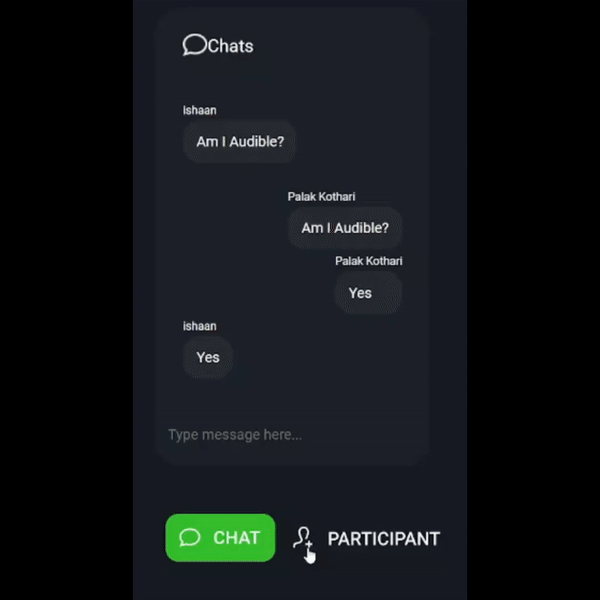 Chats
ishaan
Am I Audible?
Palak Kothari
Am I Audible?
Palak Kothari
Yes
ishaan
Yes
Type message here...
CHAT
PARTICIPANT